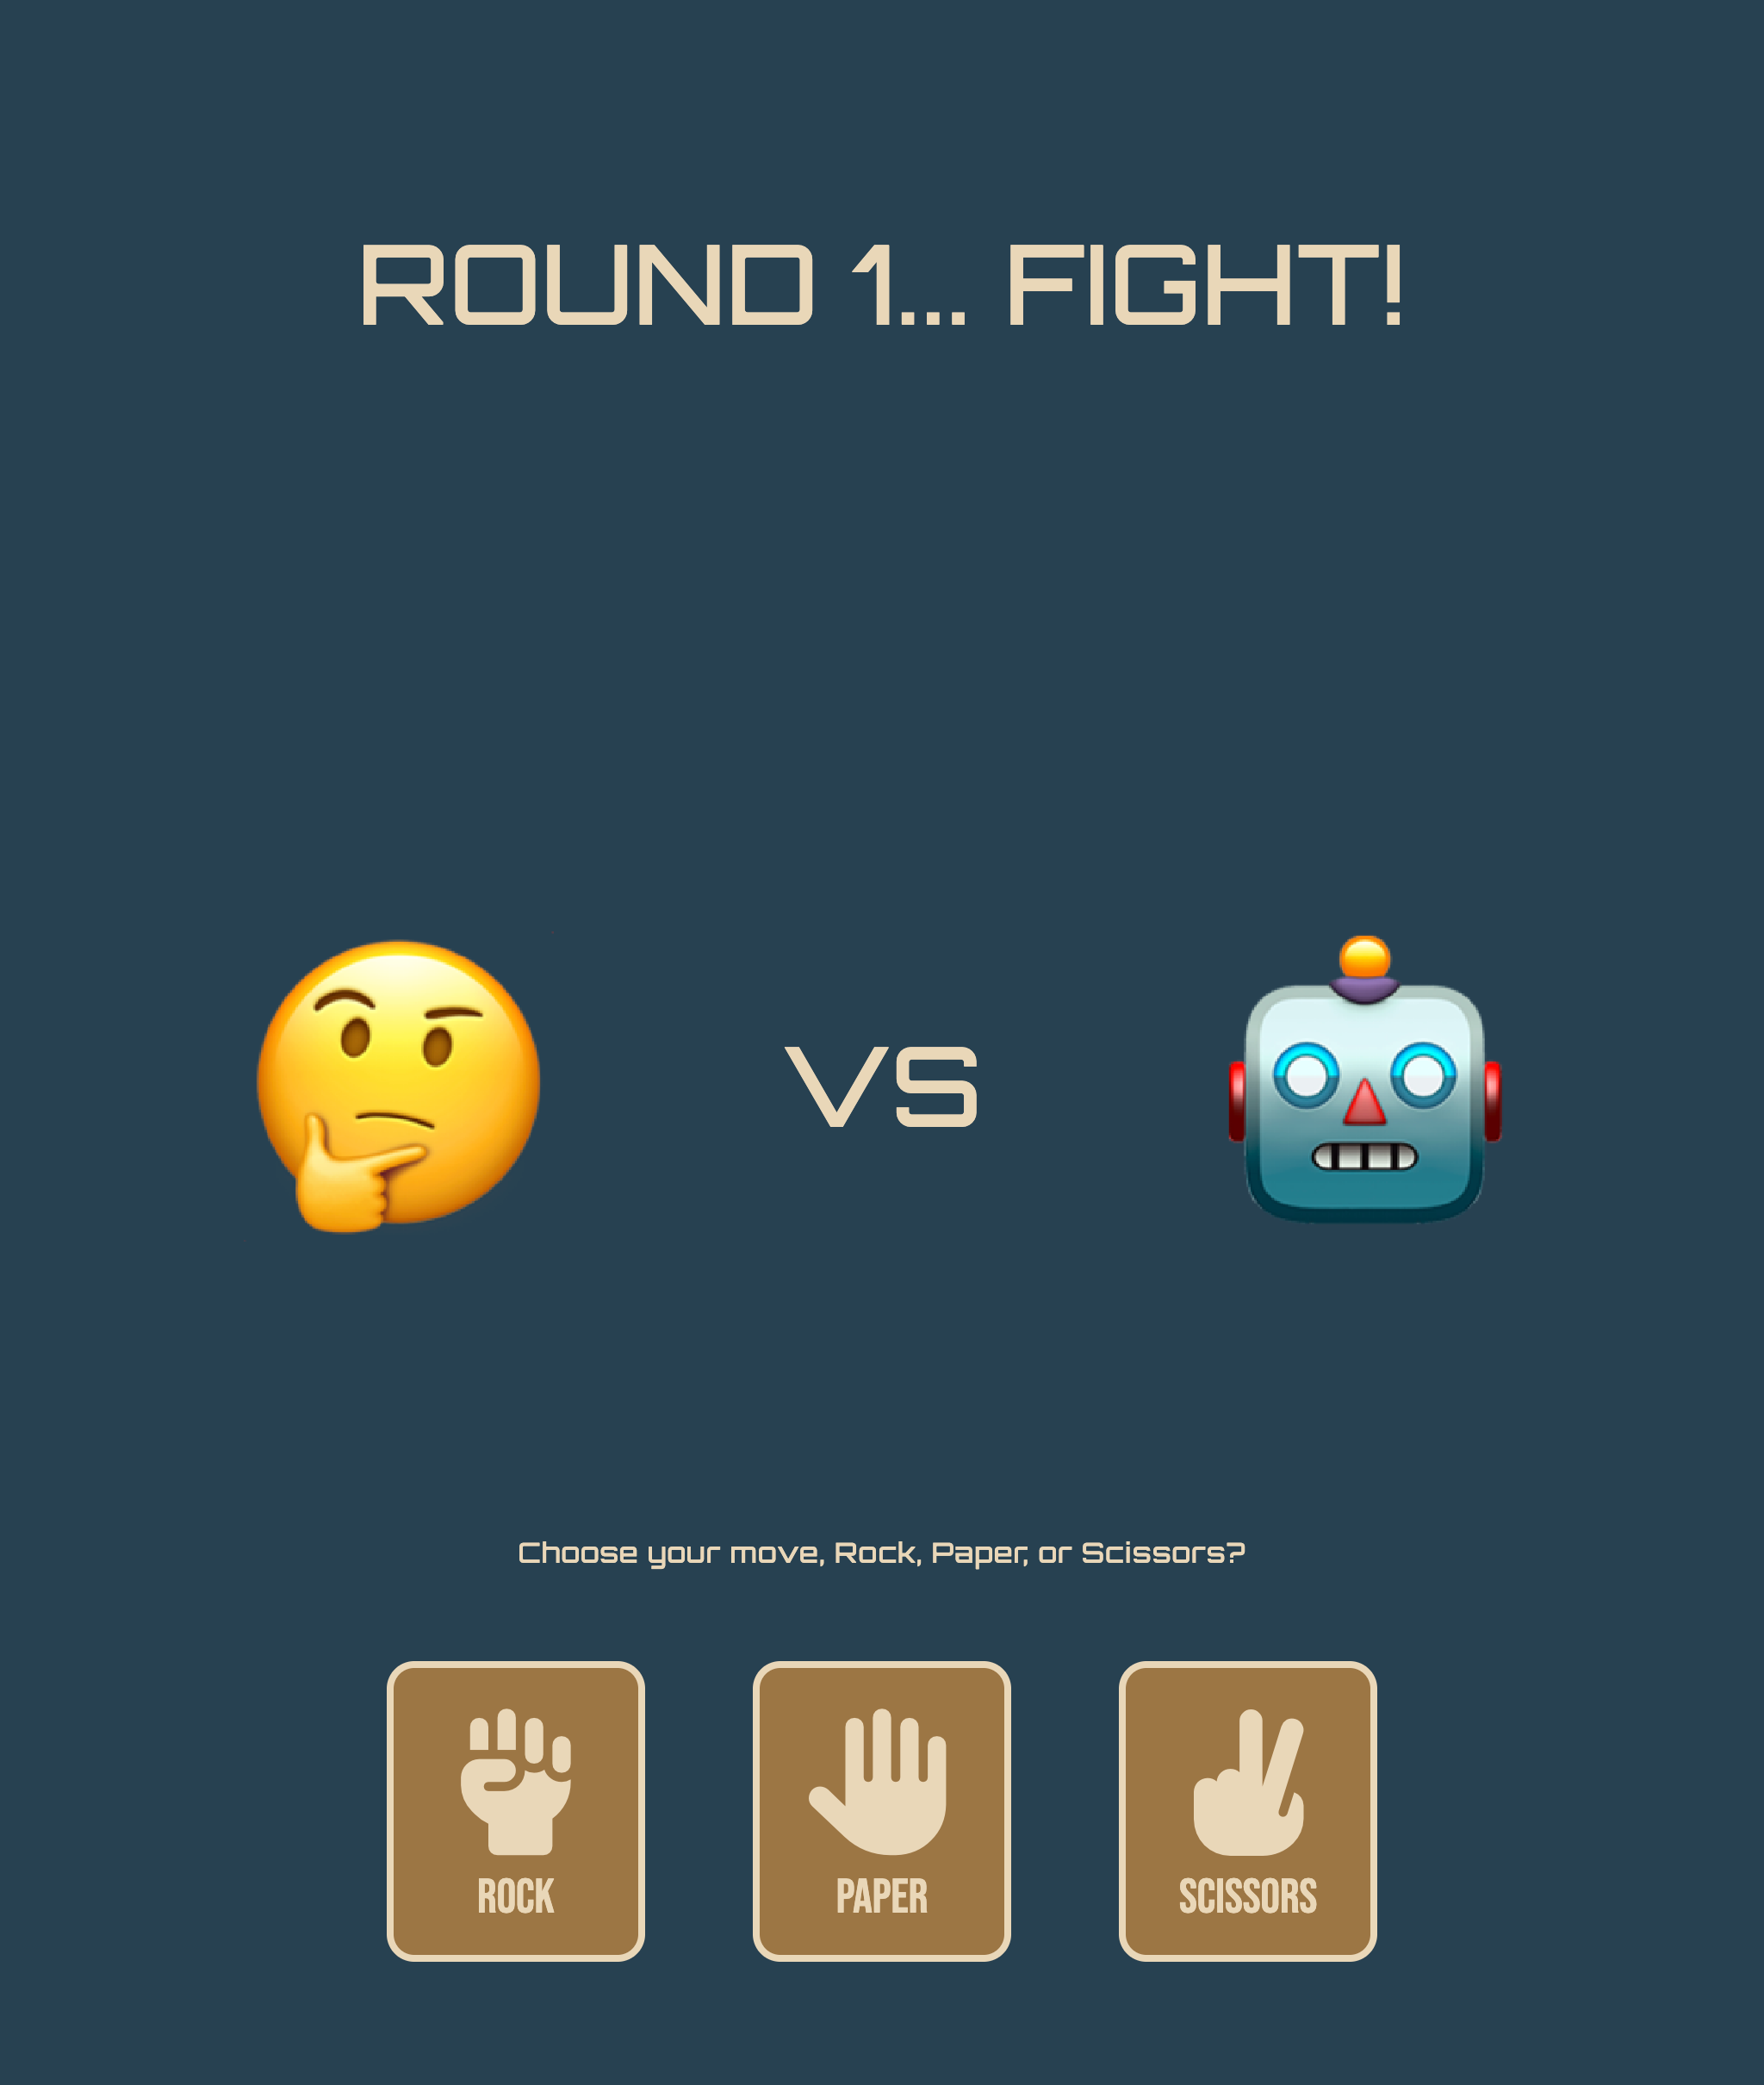 ROUND 1... FIGHT!
VS
Choose your move, Rock, Paper, or Scissors?
ROCK
PAPER
SCISSORS